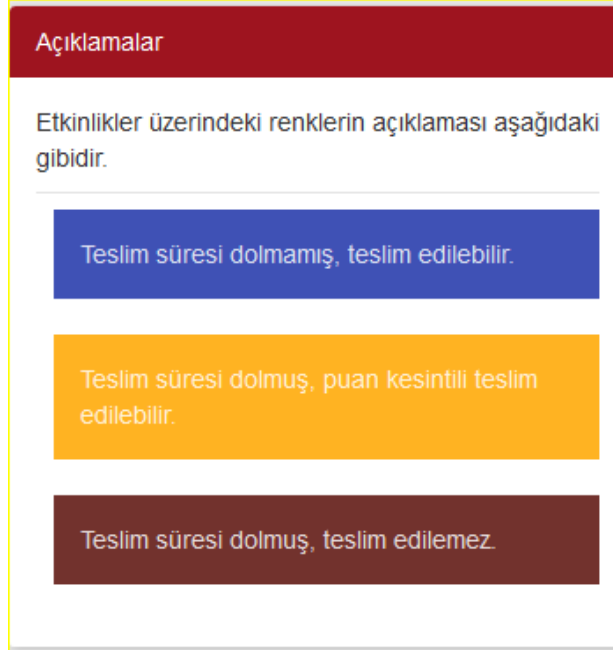 Açıklamalar
Etkinlikler üzerindeki renklerin açıklaması aşağıdaki
gibidir.
Teslim süresi dolmamış, teslim edilebilir.
Teslim süresi dolmuş, puan kesintili teslim
edilebilir.
Teslim süresi dolmuş, teslim edilemez.